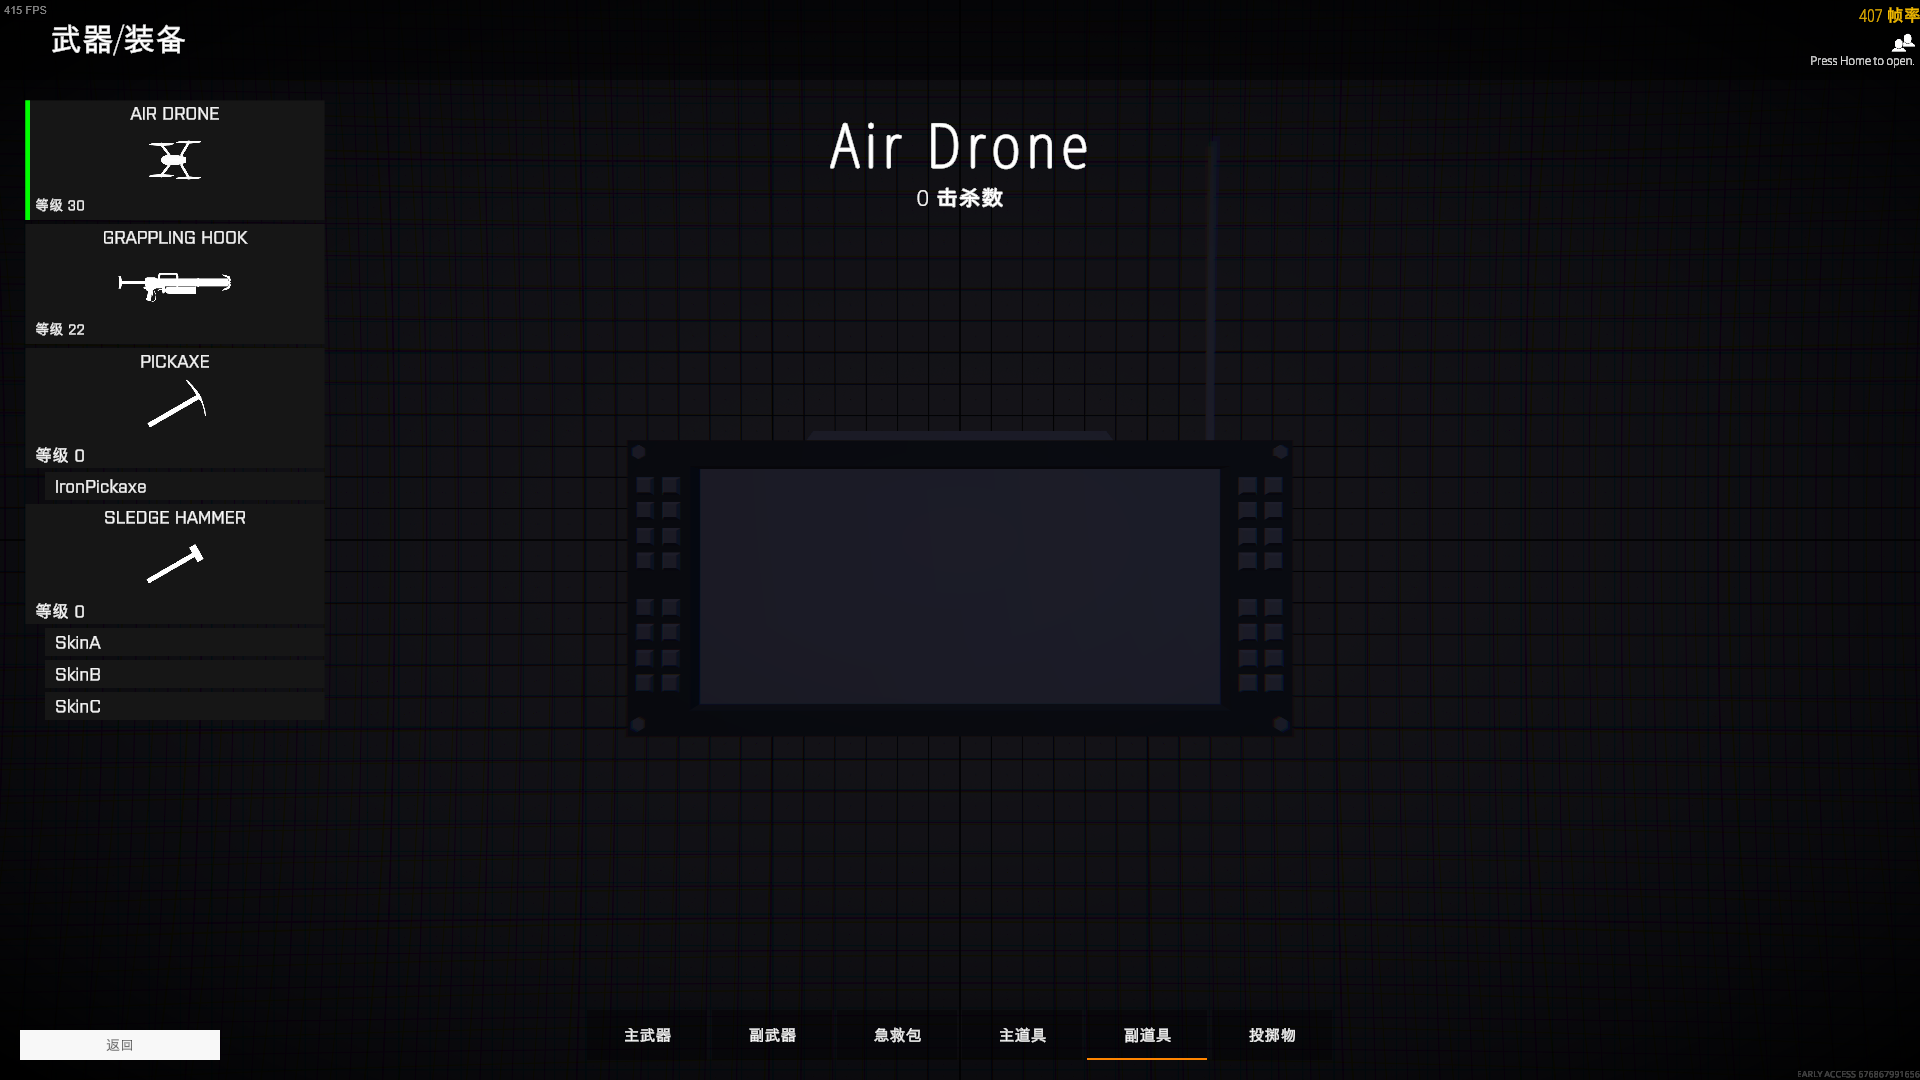 415 FPS
武器/装备
407 帧率
Press Home to open.
AIR DRONE
等级 30
GRAPPLING HOOK
等级 22
PICKAXE
等级 0
IronPickaxe
SLEDGE HAMMER
等级 0
SkinA
SkinB
SkinC
Air Drone
0 击杀数
返回
主武器
副武器
急救包
主道具
副道具
投掷物
EARLY ACCESS 676867991656